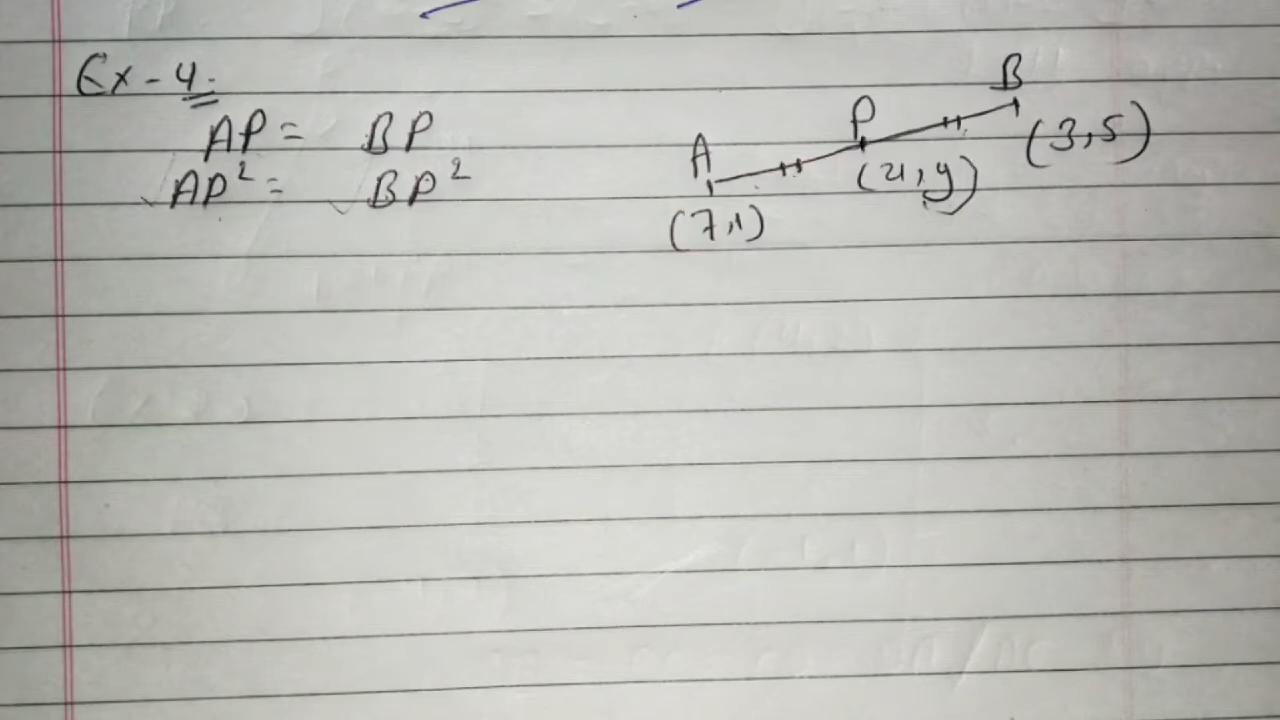 Ex-4.
AP = BP
AP² = BP²
B
P
A
(3,5)
(x,y)
(7,1)